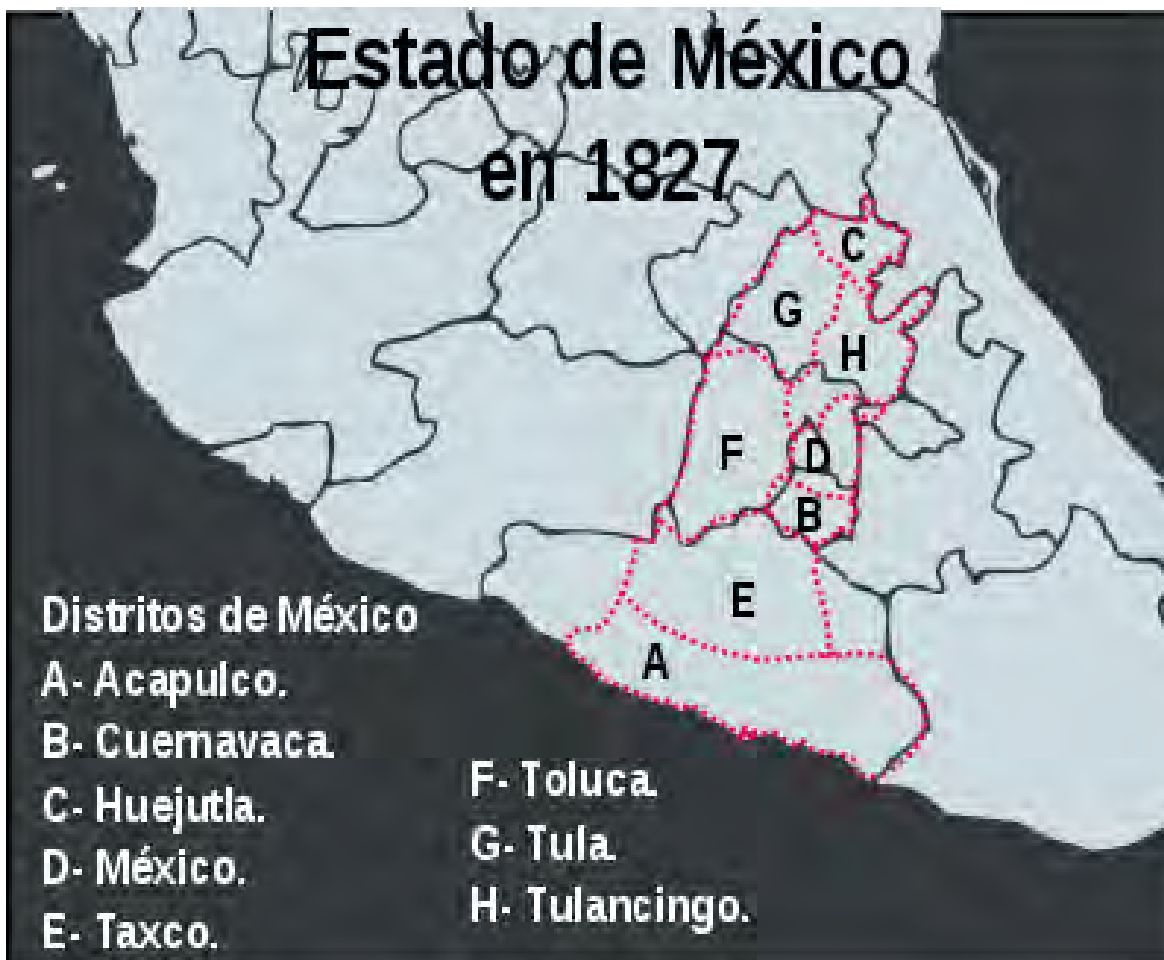 Estado de México
en 1827
C
G
H
F
D
B
E
A
Distritos de México
A- Acapulco.
B- Cuernavaca.
C- Huejutla.
D- México.
E- Taxco.
F- Toluca.
G- Tula.
H- Tulancingo.